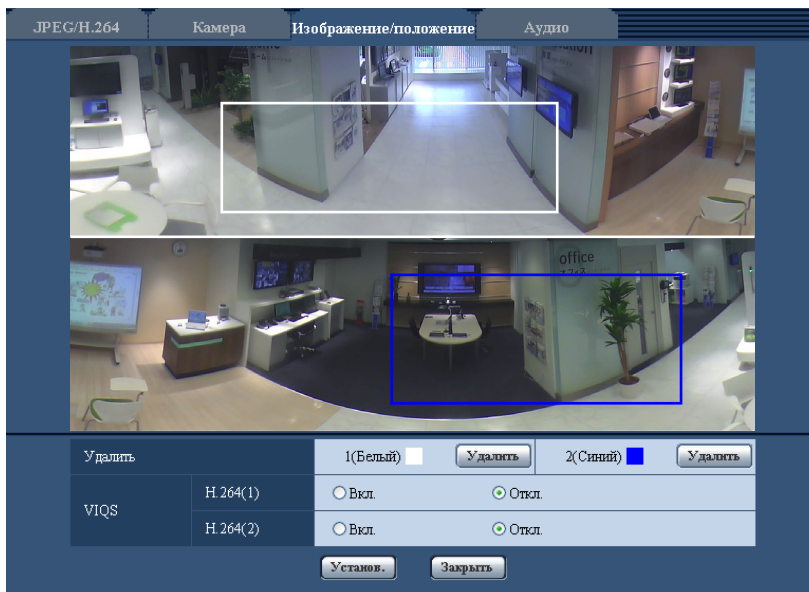 JPEG/H.264 Камера Изображение/положение Аудио
office
Удалить 1(Белый) Удалить 2(Синий) Удалить
VIQS
H.264(1) Вкл. Откл.
H.264(2) Вкл. Откл.
Установ. Закрыть